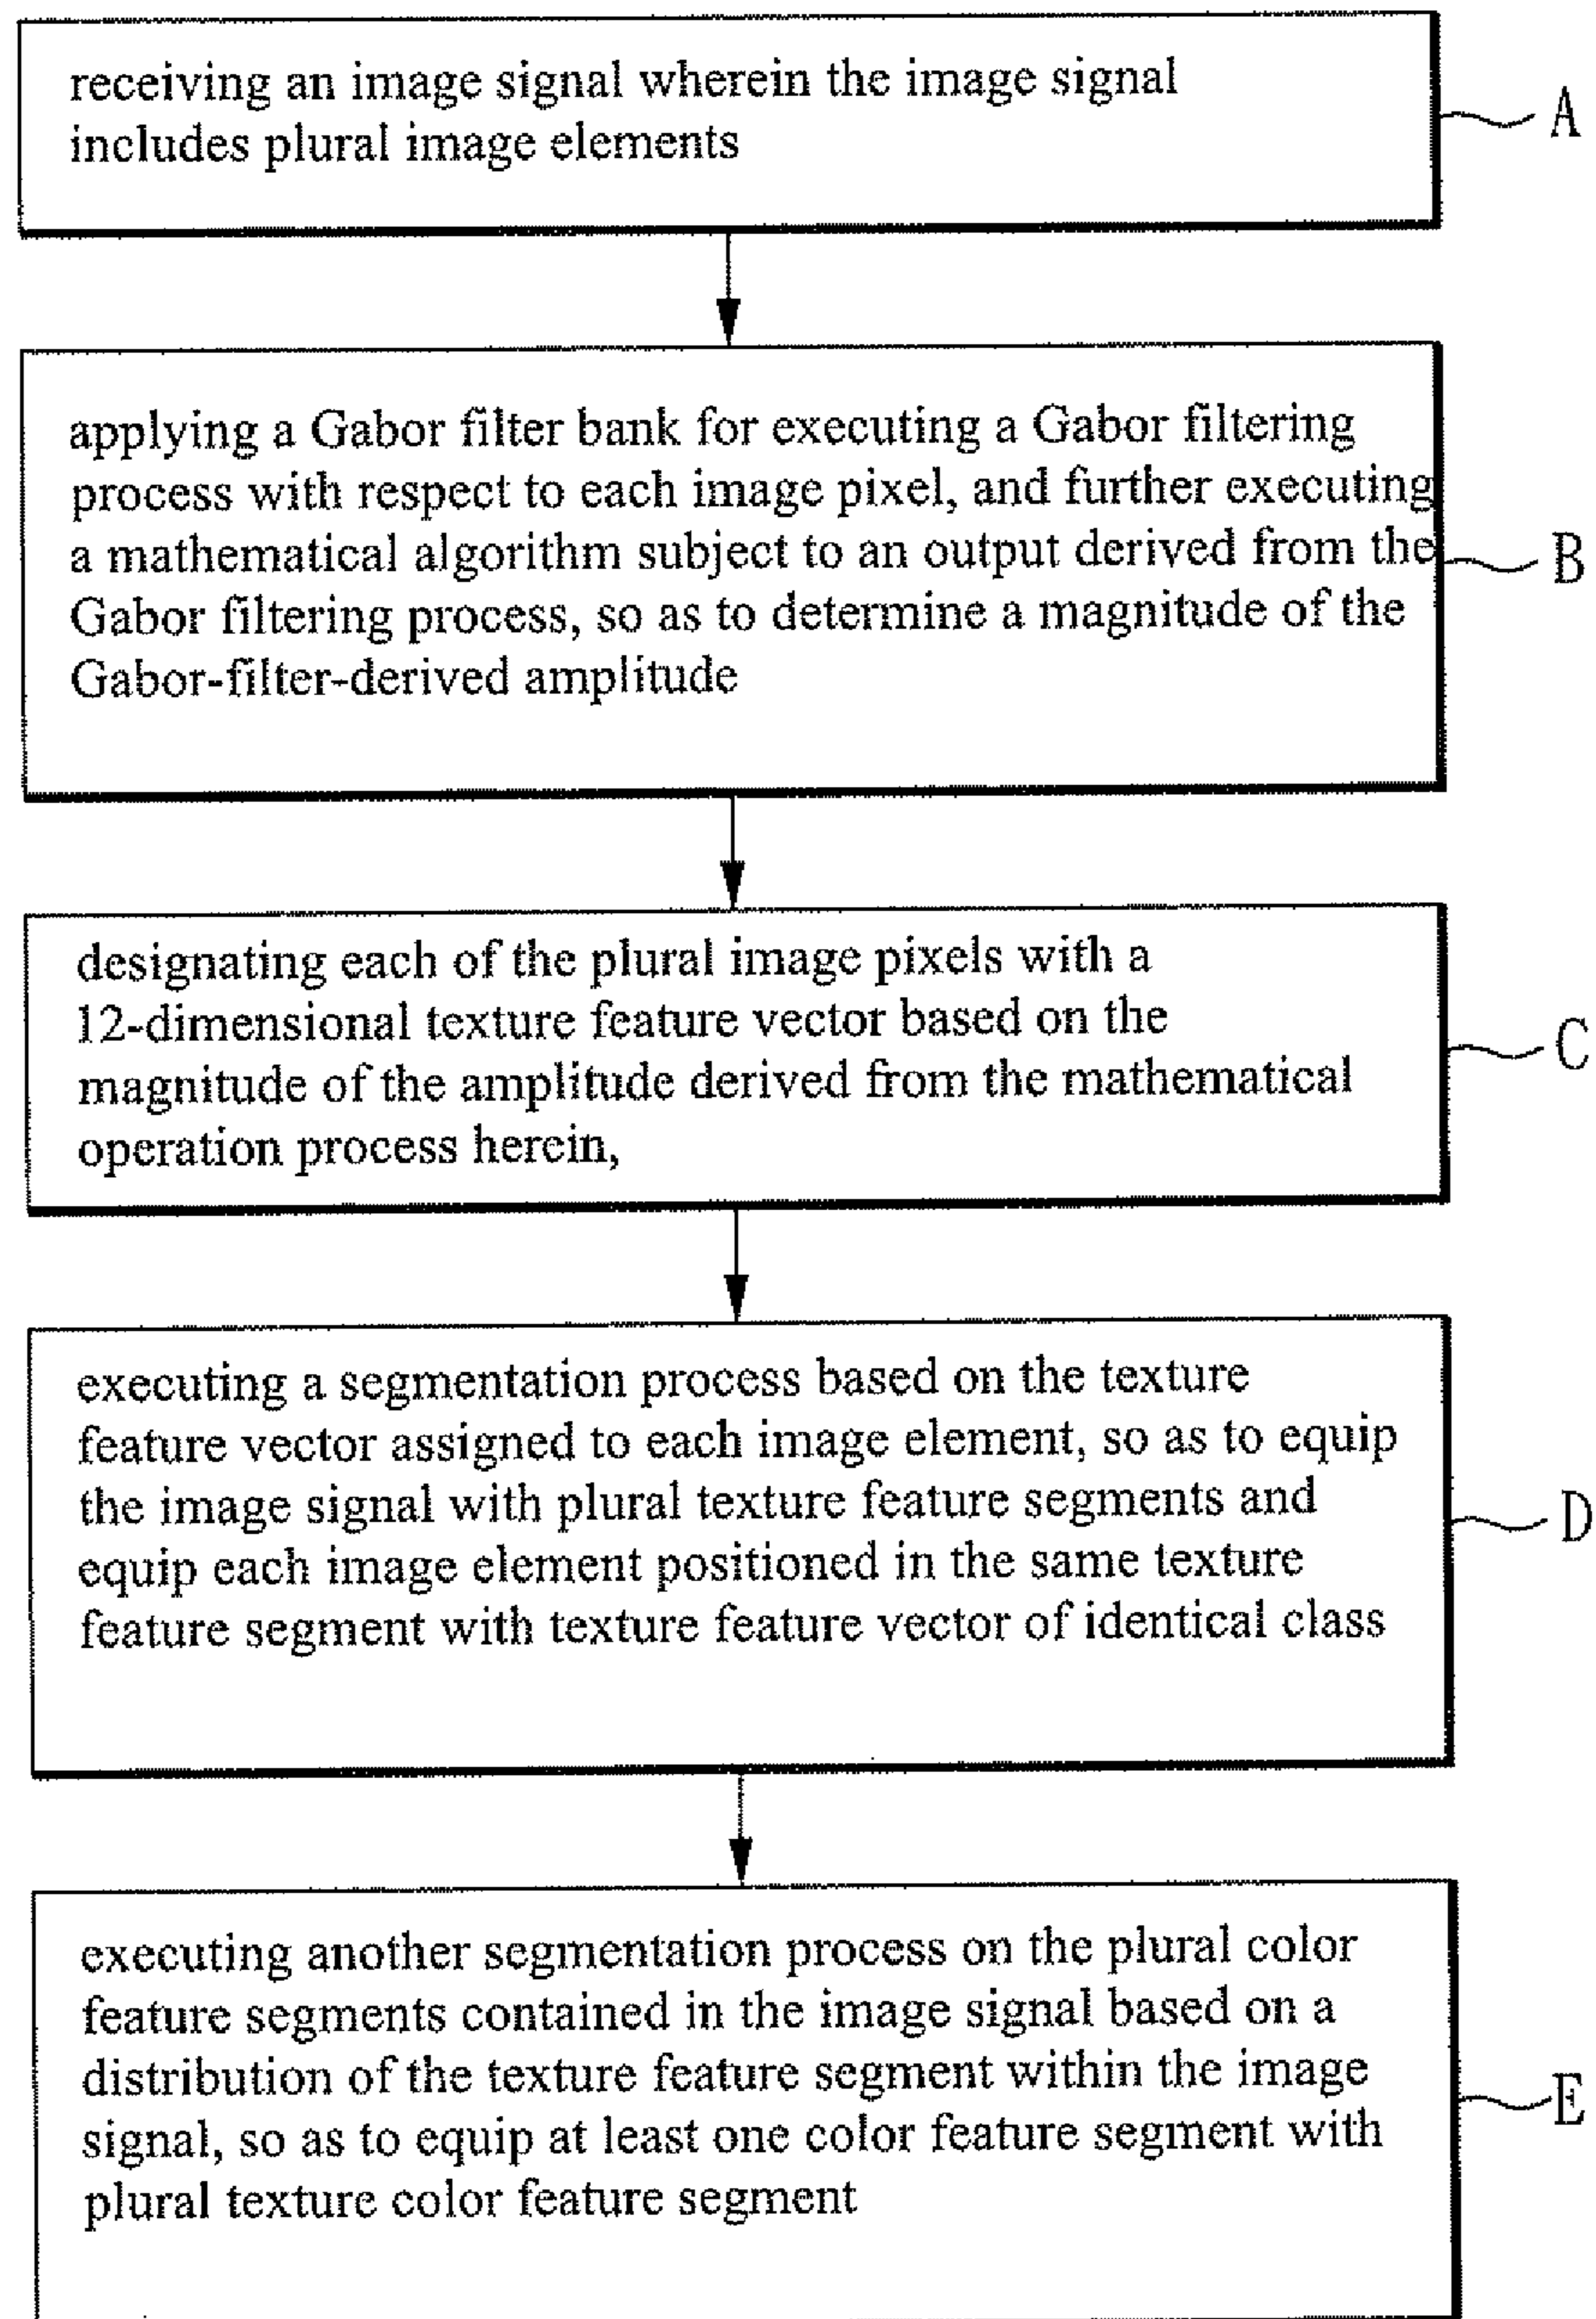 receiving an image signal wherein the image signal
includes plural image elements
A
applying a Gabor filter bank for executing a Gabor filtering
process with respect to each image pixel, and further executing
a mathematical algorithm subject to an output derived from the
Gabor filtering process, so as to determine a magnitude of the
Gabor-filter-derived amplitude
B
designating each of the plural image pixels with a
12-dimensional texture feature vector based on the
magnitude of the amplitude derived from the mathematical
operation process herein,
C
executing a segmentation process based on the texture
feature vector assigned to each image element, so as to equip
the image signal with plural texture feature segments and
equip each image element positioned in the same texture
feature segment with texture feature vector of identical class
D
executing another segmentation process on the plural color
feature segments contained in the image signal based on a
distribution of the texture feature segment within the image
signal, so as to equip at least one color feature segment with
plural texture color feature segment
E